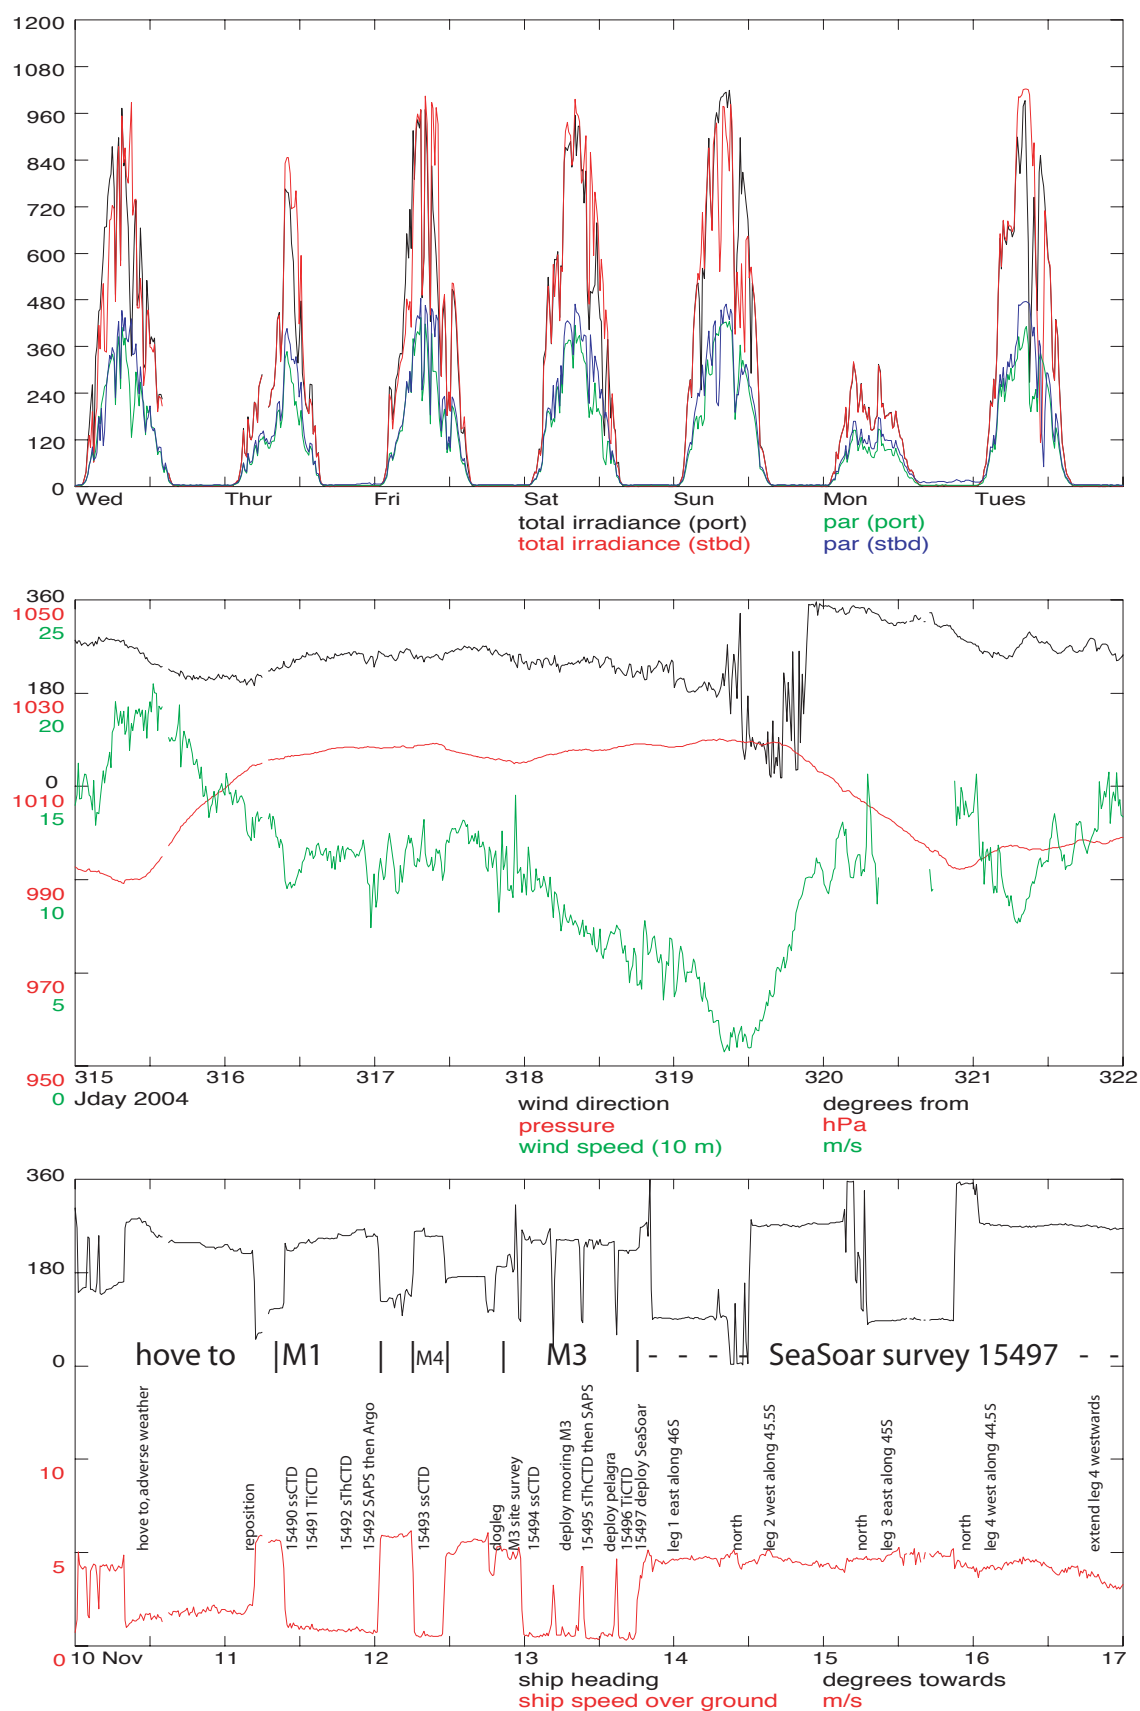 1200
1080
960
840
720
600
480
360
240
120
0
Wed Thur Fri Sat Sun Mon Tues
total irradiance (port) par (port)
total irradiance (stbd) par (stbd)
360
1050
25
180
1030
20
0
1010
15
990
10
970
5
950
0
315 316 317 318 319 320 321 322
Jday 2004
wind direction degrees from
pressure hPa
wind speed (10 m) m/s
360
180
0
hove to | M1 | | M4 | | M3 | - - - - SeaSoar survey 15497 - -
10
5
0
hove to, adverse weather
reposition
15490 ssCTD
15491 TiCTD
15492 sThCTD
15492 SAPS then Argo
15493 ssCTD
dogleg
M3 site survey
15494 ssCTD
deploy mooring M3
15495 sThCTD then SAPS
deploy pelagra
15496 TiCTD
15497 deploy SeaSoar
leg 1 east along 46S
north
leg 2 west along 45.5S
north
leg 3 east along 45S
north
leg 4 west along 44.5S
extend leg 4 westwards
10 Nov 11 12 13 14 15 16 17
ship heading degrees towards
ship speed over ground m/s